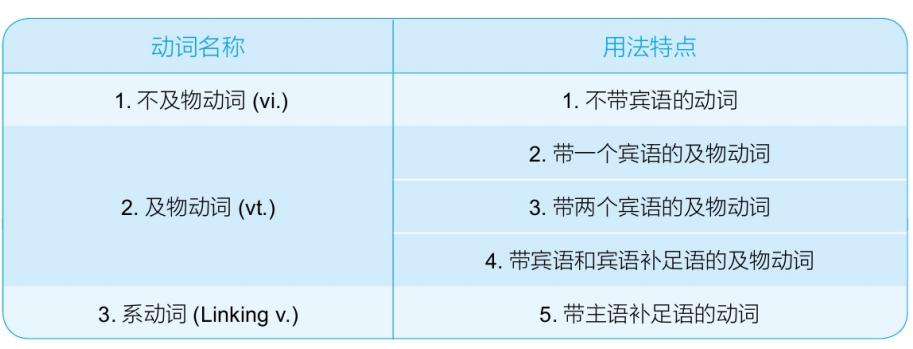 动词名称
用法特点
1. 不及物动词 (vi.)
1. 不带宾语的动词
2. 及物动词 (vt.)
2. 带一个宾语的及物动词
3. 带两个宾语的及物动词
4. 带宾语和宾语补足语的及物动词
3. 系动词 (Linking v.)
5. 带主语补足语的动词